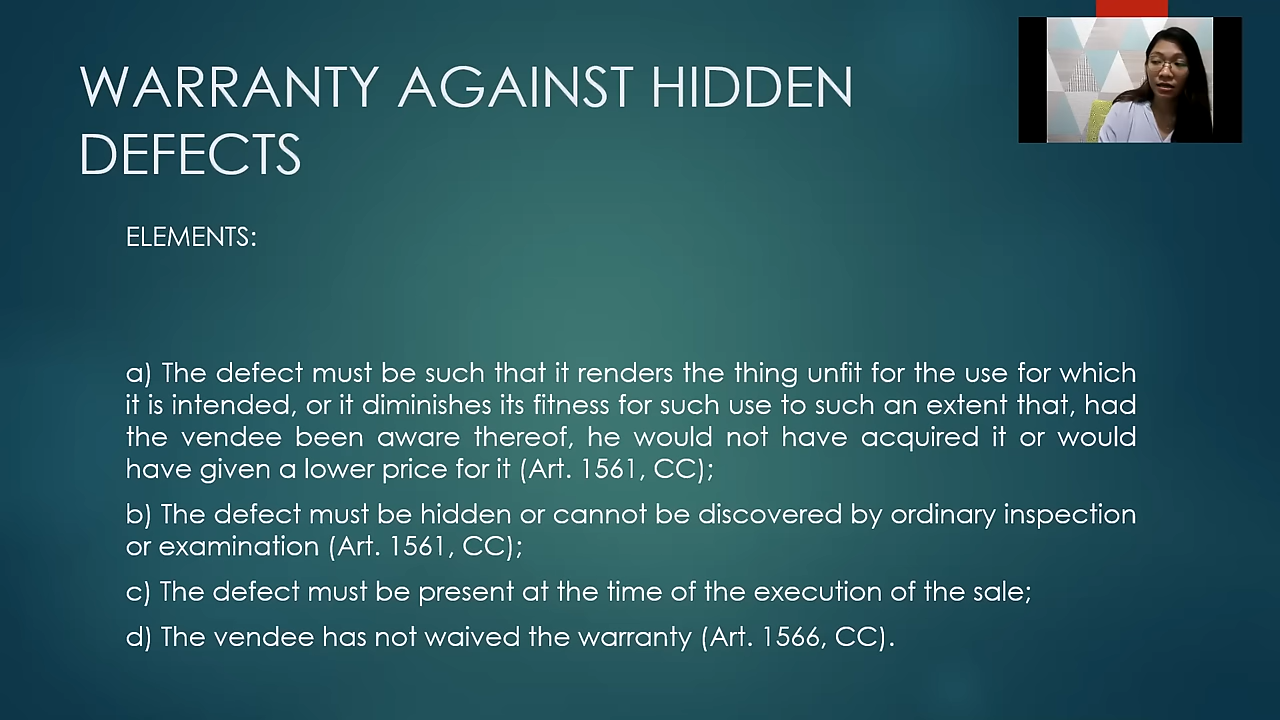 WARRANTY AGAINST HIDDEN
DEFECTS
ELEMENTS:
a) The defect must be such that it renders the thing unfit for the use for which
it is intended, or it diminishes its fitness for such use to such an extent that, had
the vendee been aware thereof, he would not have acquired it or would
have given a lower price for it (Art. 1561, CC);
b) The defect must be hidden or cannot be discovered by ordinary inspection
or examination (Art. 1561, CC);
c) The defect must be present at the time of the execution of the sale;
d) The vendee has not waived the warranty (Art. 1566, CC).